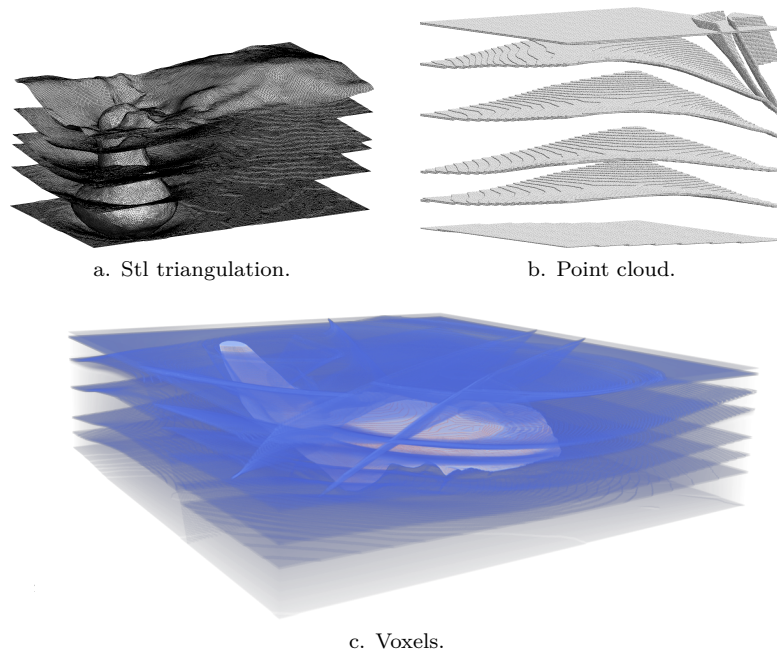 a. Stl triangulation.
b. Point cloud.
c. Voxels.